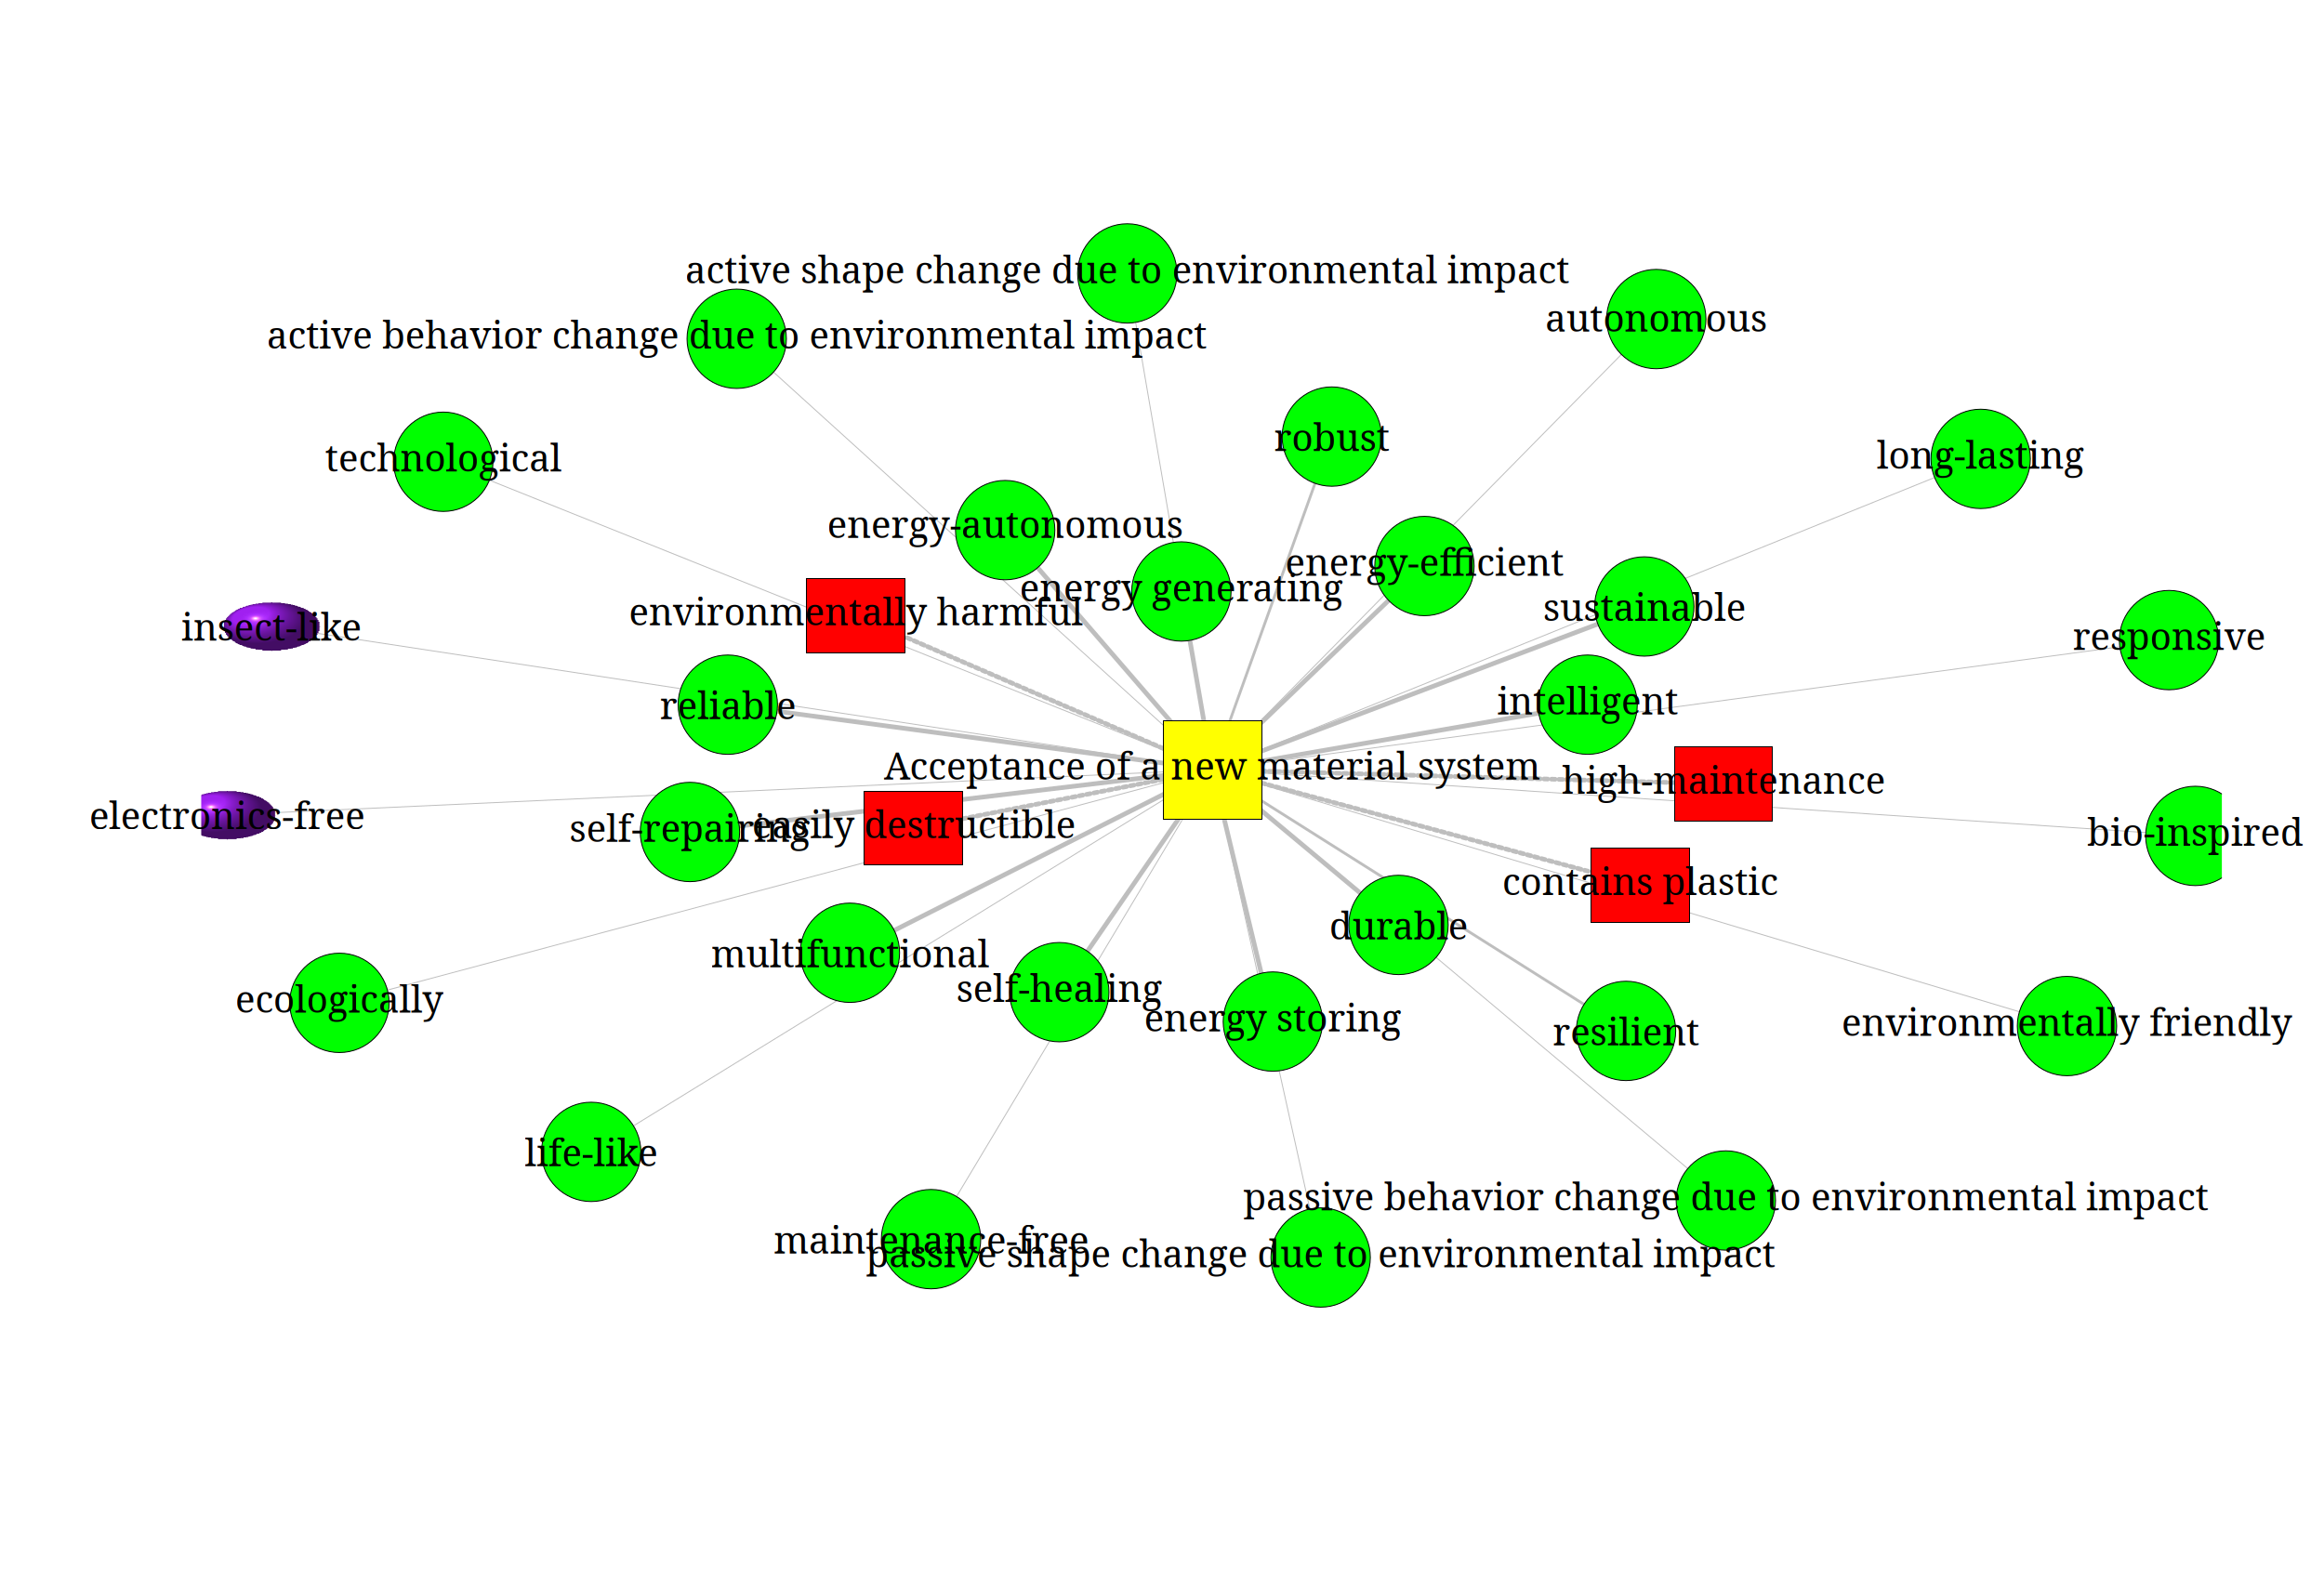 active shape change due to environmental impact
autonomous
active behavior change due to environmental impact
robust
technological
long-lasting
energy-autonomous
energy-efficient
energy generating
environmentally harmful
sustainable
insect-like
responsive
reliable
intelligent
Acceptance of a new material system
high-maintenance
electronics-free
self-repairing
easily destructible
bio-inspired
contains plastic
durable
multifunctional
self-healing
ecologically
energy storing
resilient
environmentally friendly
life-like
passive behavior change due to environmental impact
maintenance-free
passive shape change due to environmental impact